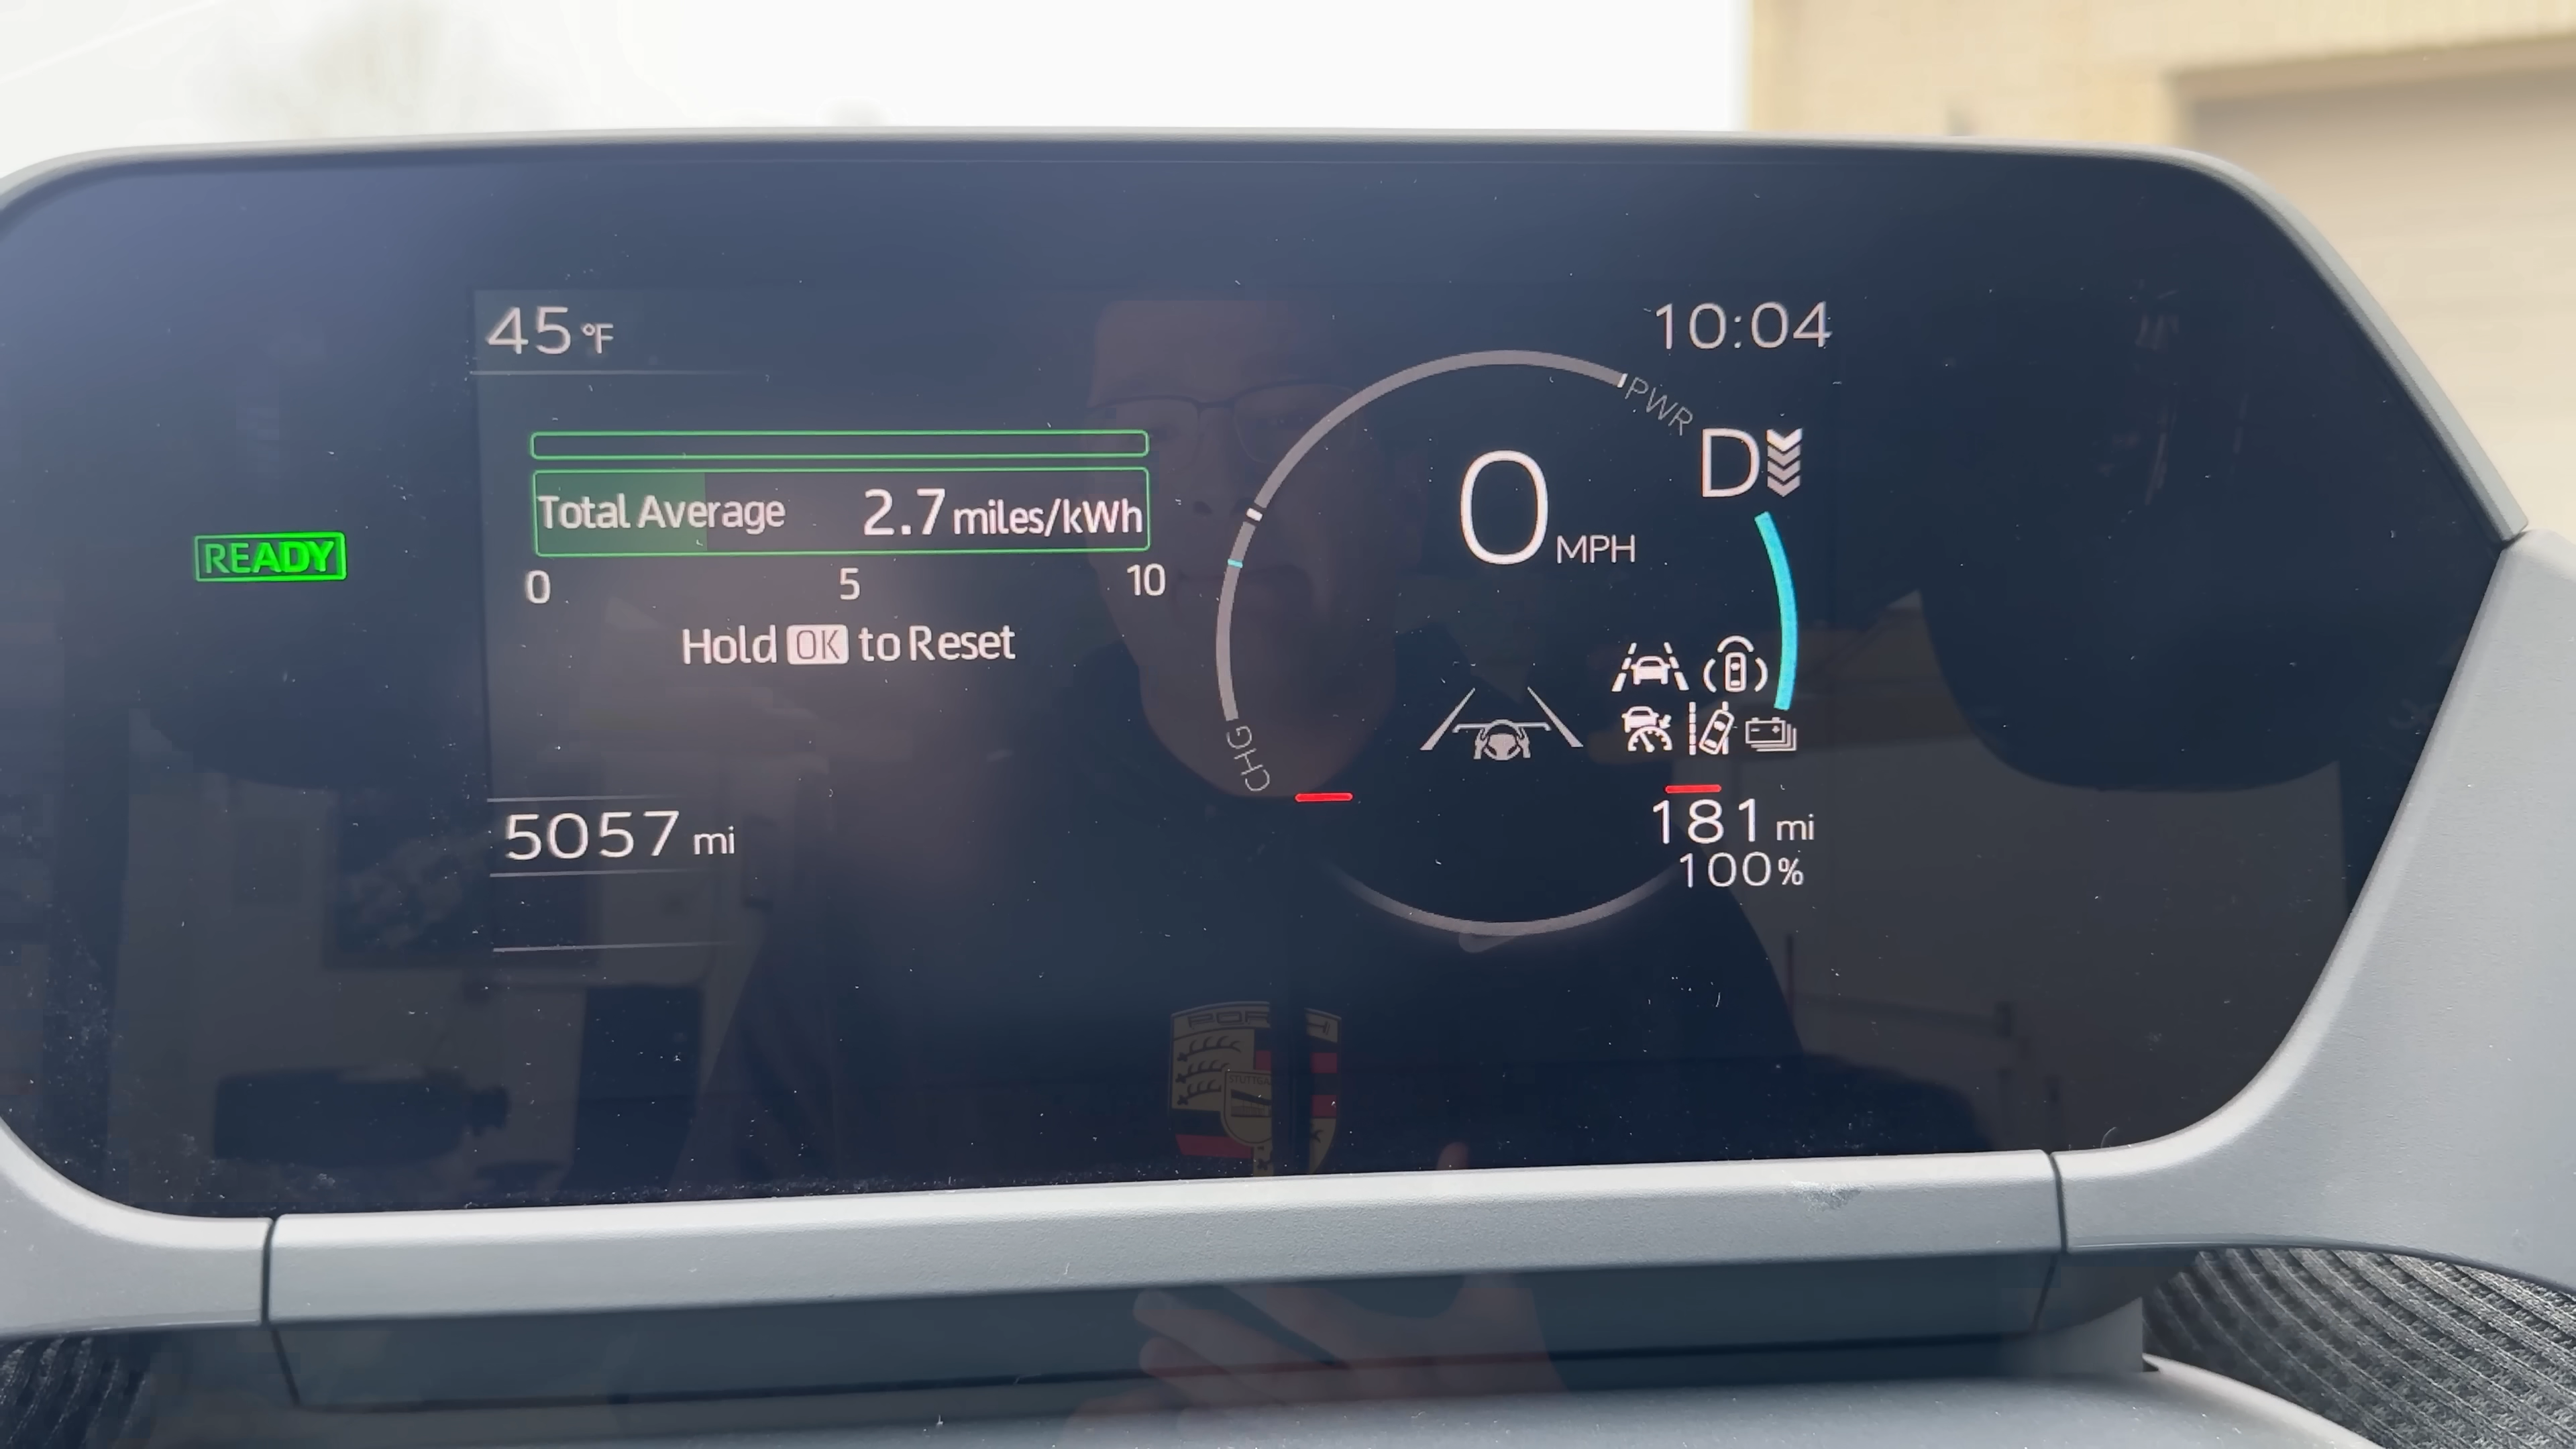 45 °F
10:04
PWR
D
Total Average 2.7 miles/kWh
0 MPH
READY
0 5 10
Hold OK to Reset
CHG
5057 mi
181 mi
100%